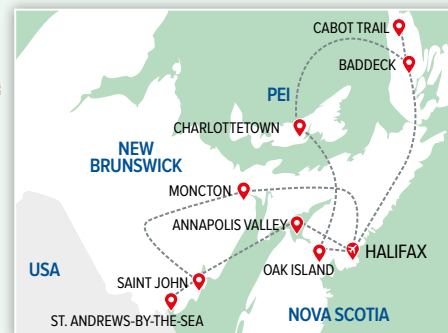 CABOT TRAIL
BADDECK
PEI
CHARLOTTETOWN
NEW
BRUNSWICK
MONCTON
ANNAPOLIS VALLEY
HALIFAX
OAK ISLAND
USA
SAINT JOHN
NOVA SCOTIA
ST. ANDREWS-BY-THE-SEA